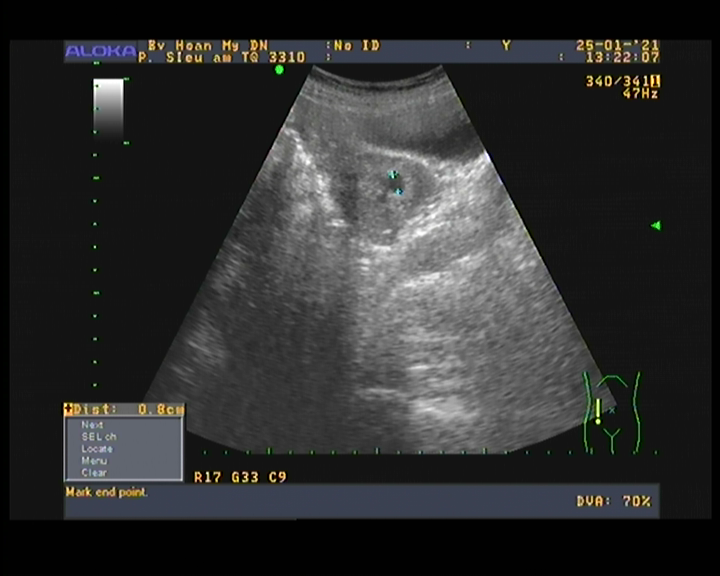 ALOKA Bv Hoan My DN :No ID : Y 25-01-'21
P. Sieu am TQ 3310 : : 13:22:07
340/341
47Hz
+Dist: 0.8cm
Next
SEL ch
Locate
Menu
Clear
R17 G33 C9
Mark end point.
DVA: 70%